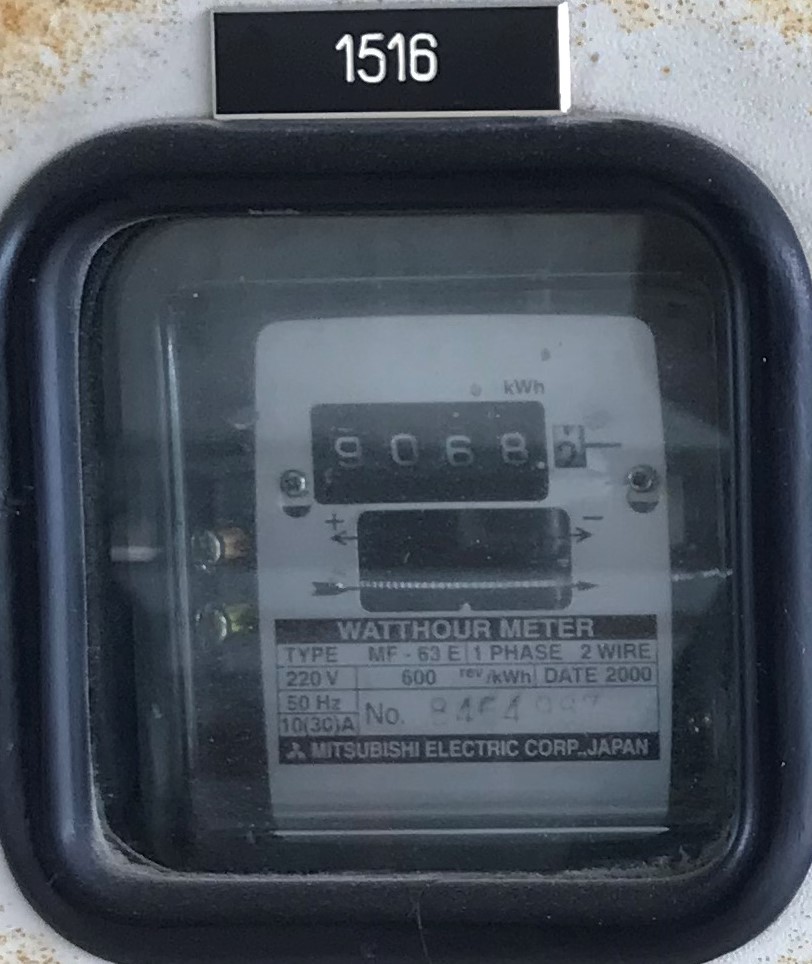 1516
kWh
9068
+ -
WATTHOUR METER
TYPE MF-63 E 1 PHASE 2 WIRE
220 V 600 rev/kWh DATE 2000
50 Hz
10(30)A No.
MITSUBISHI ELECTRIC CORP.,JAPAN